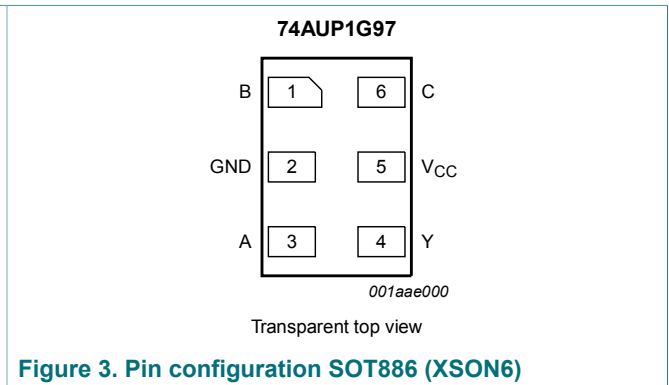 74AUP1G97
B 1 6 C
GND 2 5 VCC
A 3 4 Y
001aae000
Transparent top view
Figure 3. Pin configuration SOT886 (XSON6)